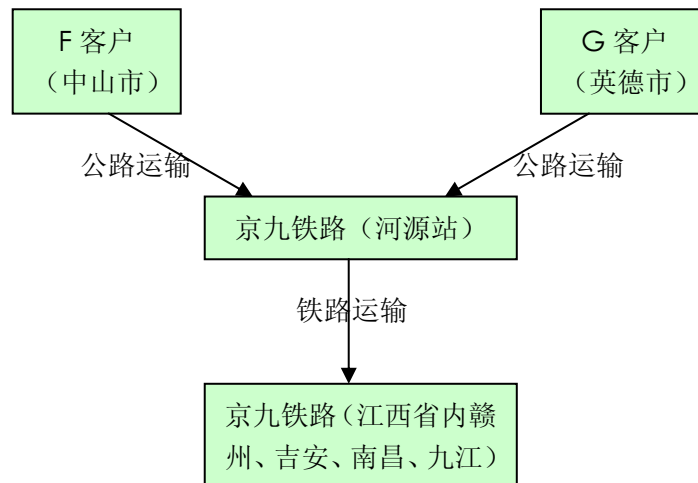 F 客户
（中山市）
G 客户
（英德市）
公路运输
公路运输
京九铁路（河源站）
铁路运输
京九铁路（江西省内赣
州、吉安、南昌、九江）